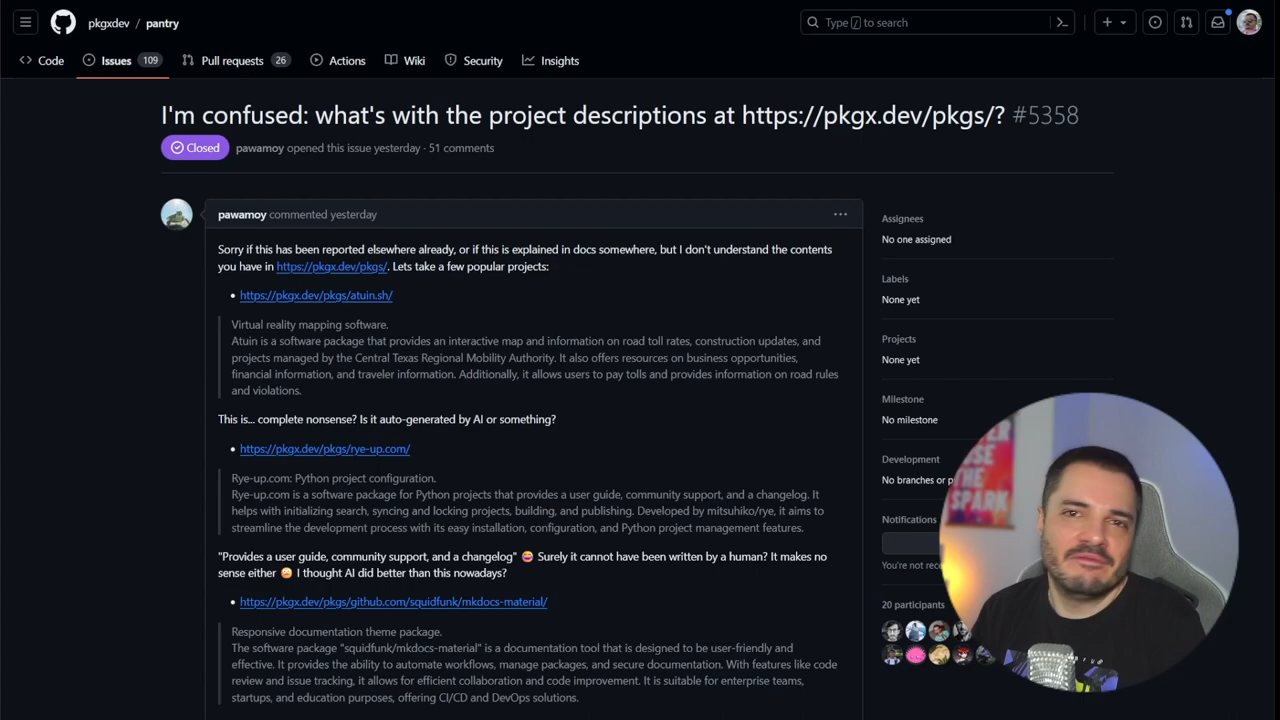 pkgxdev / pantry
Type / to search
Code
Issues 109
Pull requests 26
Actions
Wiki
Security
Insights
I'm confused: what's with the project descriptions at https://pkgx.dev/pkgs/? #5358
Closed
pawamoy opened this issue yesterday · 51 comments
pawamoy commented yesterday
Sorry if this has been reported elsewhere already, or if this is explained in docs somewhere, but I don't understand the contents
you have in https://pkgx.dev/pkgs/. Lets take a few popular projects:
• https://pkgx.dev/pkgs/atuin.sh/
Virtual reality mapping software.
Atuin is a software package that provides an interactive map and information on road toll rates, construction updates, and
projects managed by the Central Texas Regional Mobility Authority. It also offers resources on business opportunities,
financial information, and traveler information. Additionally, it allows users to pay tolls and provides information on road rules
and violations.
This is... complete nonsense? Is it auto-generated by AI or something?
• https://pkgx.dev/pkgs/rye-up.com/
Rye-up.com: Python project configuration.
Rye-up.com is a software package for Python projects that provides a user guide, community support, and a changelog. It
helps with initializing search, syncing and locking projects, building, and publishing. Developed by mitsuhiko/rye, it aims to
streamline the development process with its easy installation, configuration, and Python project management features.
"Provides a user guide, community support, and a changelog" 😄 Surely it cannot have been written by a human? It makes no
sense either 😅 I thought AI did better than this nowadays?
• https://pkgx.dev/pkgs/github.com/squidfunk/mkdocs-material/
Responsive documentation theme package.
The software package "squidfunk/mkdocs-material" is a documentation tool that is designed to be user-friendly and
effective. It provides the ability to automate workflows, manage packages, and secure documentation. With features like code
review and issue tracking, it allows for efficient collaboration and code improvement. It is suitable for enterprise teams,
startups, and education purposes, offering CI/CD and DevOps solutions.
Assignees
No one assigned
Labels
None yet
Projects
None yet
Milestone
No milestone
Development
No branches or p
Notifications
You're not rece
20 participants
USE
THE
SPARK